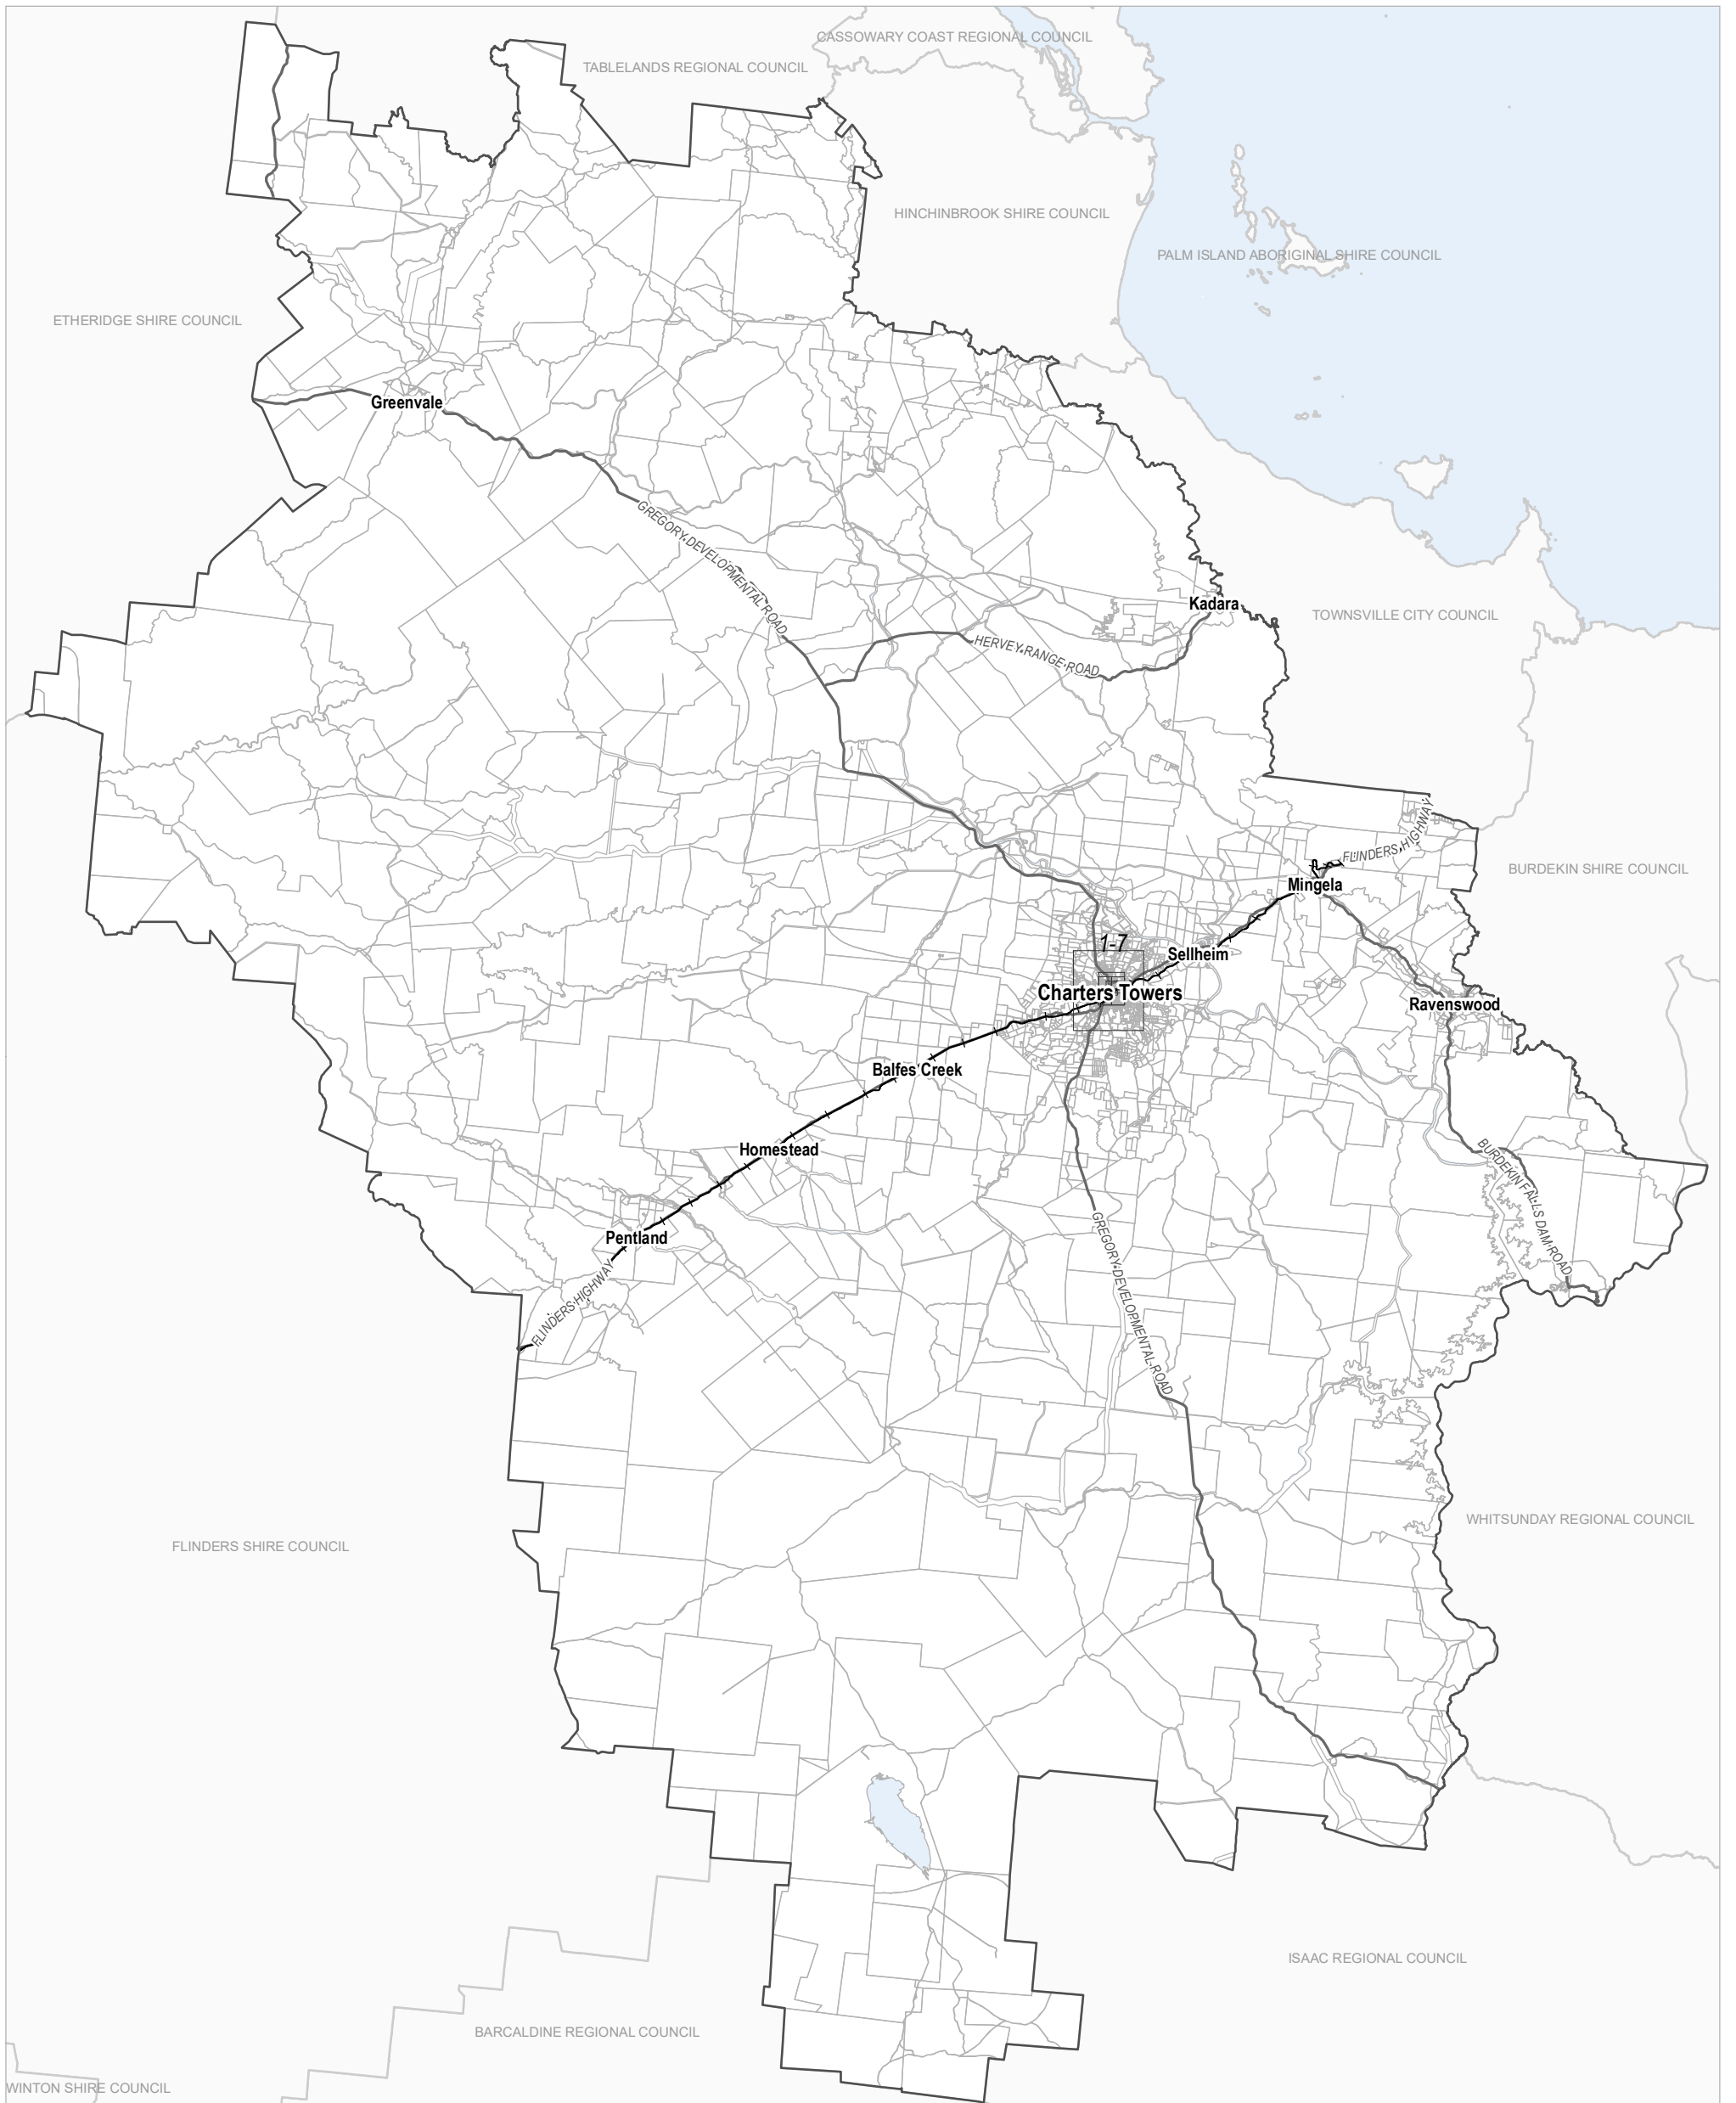 CASSOWARY COAST REGIONAL COUNCIL
TABLELANDS REGIONAL COUNCIL
HINCHINBROOK SHIRE COUNCIL
PALM ISLAND ABORIGINAL SHIRE COUNCIL
ETHERIDGE SHIRE COUNCIL
Greenvale
GREGORY DEVELOPMENTAL ROAD
Kadara
TOWNSVILLE CITY COUNCIL
HERVEY RANGE ROAD
FLINDERS HIGHWAY
BURDEKIN SHIRE COUNCIL
Mingela
1-7
Sellheim
Charters Towers
Ravenswood
Balfes Creek
Homestead
BURDEKIN FALLS DAM ROAD
Pentland
GREGORY DEVELOPMENTAL ROAD
FLINDERS HIGHWAY
WHITSUNDAY REGIONAL COUNCIL
FLINDERS SHIRE COUNCIL
ISAAC REGIONAL COUNCIL
BARCALDINE REGIONAL COUNCIL
WINTON SHIRE COUNCIL